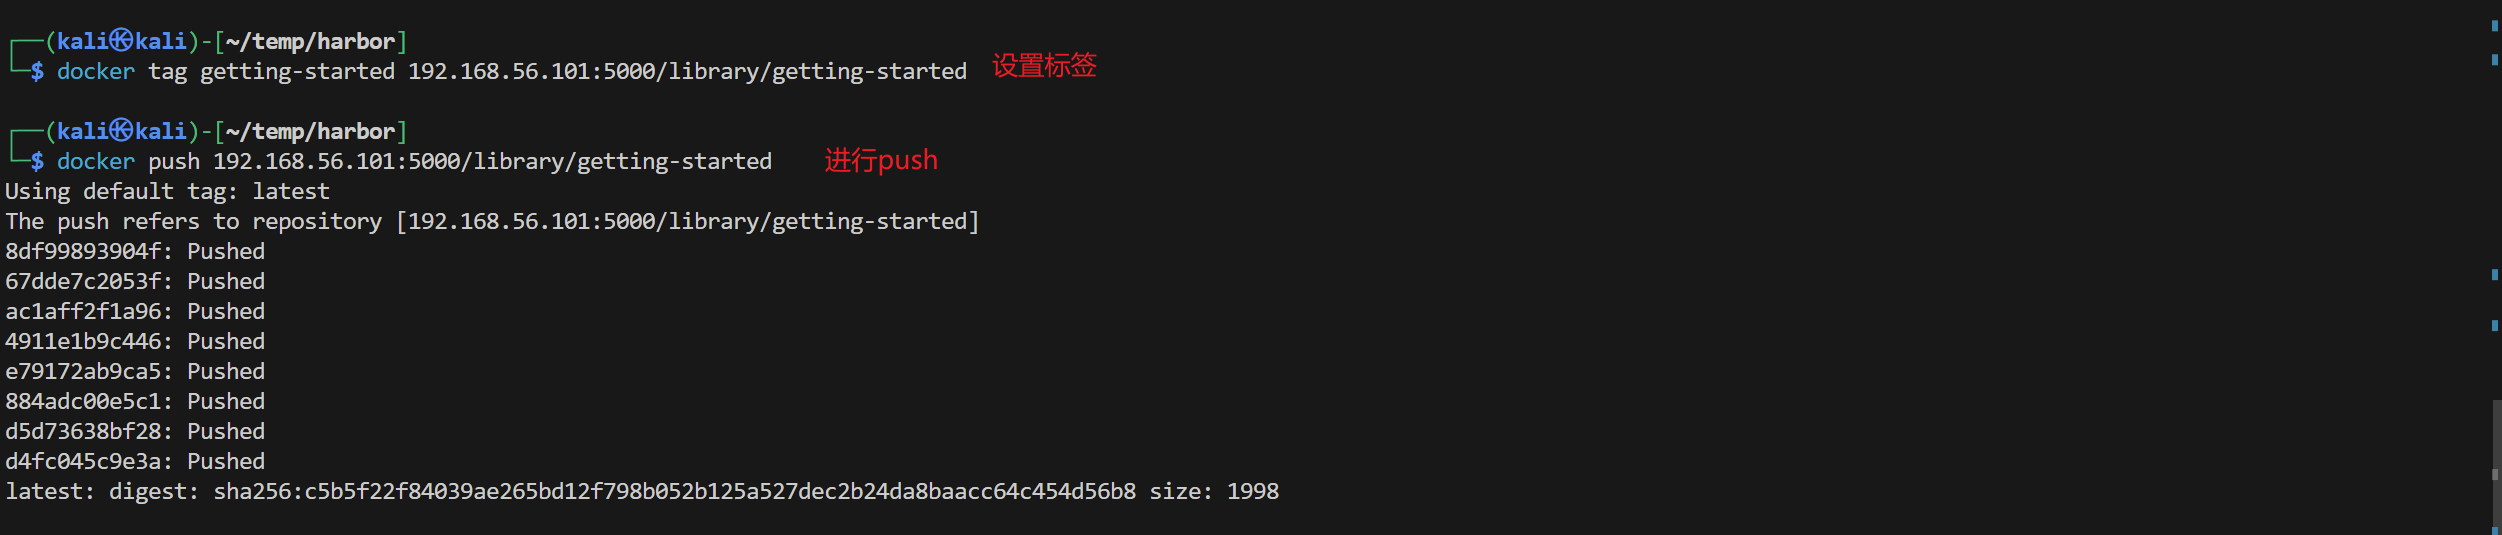 ┌──(kali㉿kali)-[~/temp/harbor]
└─$ docker tag getting-started 192.168.56.101:5000/library/getting-started 设置标签
┌──(kali㉿kali)-[~/temp/harbor]
└─$ docker push 192.168.56.101:5000/library/getting-started 进行push
Using default tag: latest
The push refers to repository [192.168.56.101:5000/library/getting-started]
8df99893904f: Pushed
67dde7c2053f: Pushed
ac1aff2f1a96: Pushed
4911e1b9c446: Pushed
e79172ab9ca5: Pushed
884adc00e5c1: Pushed
d5d73638bf28: Pushed
d4fc045c9e3a: Pushed
latest: digest: sha256:c5b5f22f84039ae265bd12f798b052b125a527dec2b24da8baacc64c454d56b8 size: 1998